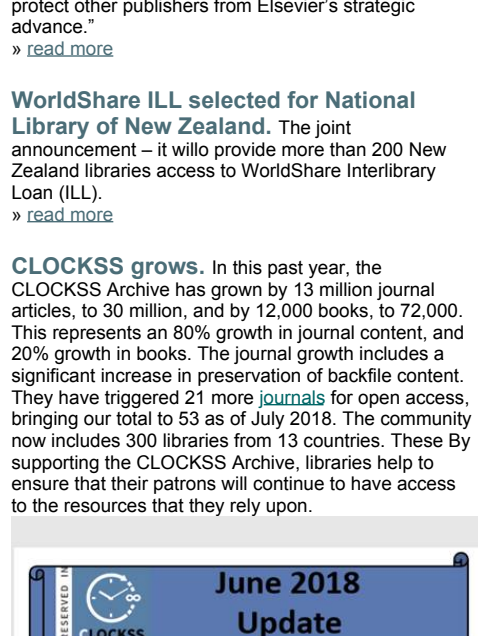 protect other publishers from Elsevier's strategic
advance.”
» read more
WorldShare ILL selected for National
Library of New Zealand. The joint
announcement – it willo provide more than 200 New
Zealand libraries access to WorldShare Interlibrary
Loan (ILL).
» read more
CLOCKSS grows. In this past year, the
CLOCKSS Archive has grown by 13 million journal
articles, to 30 million, and by 12,000 books, to 72,000.
This represents an 80% growth in journal content, and
20% growth in books. The journal growth includes a
significant increase in preservation of backfile content.
They have triggered 21 more journals for open access,
bringing our total to 53 as of July 2018. The community
now includes 300 libraries from 13 countries. These By
supporting the CLOCKSS Archive, libraries help to
ensure that their patrons will continue to have access
to the resources that they rely upon.
June 2018
Update
ESERVED IN
CLOCKSS